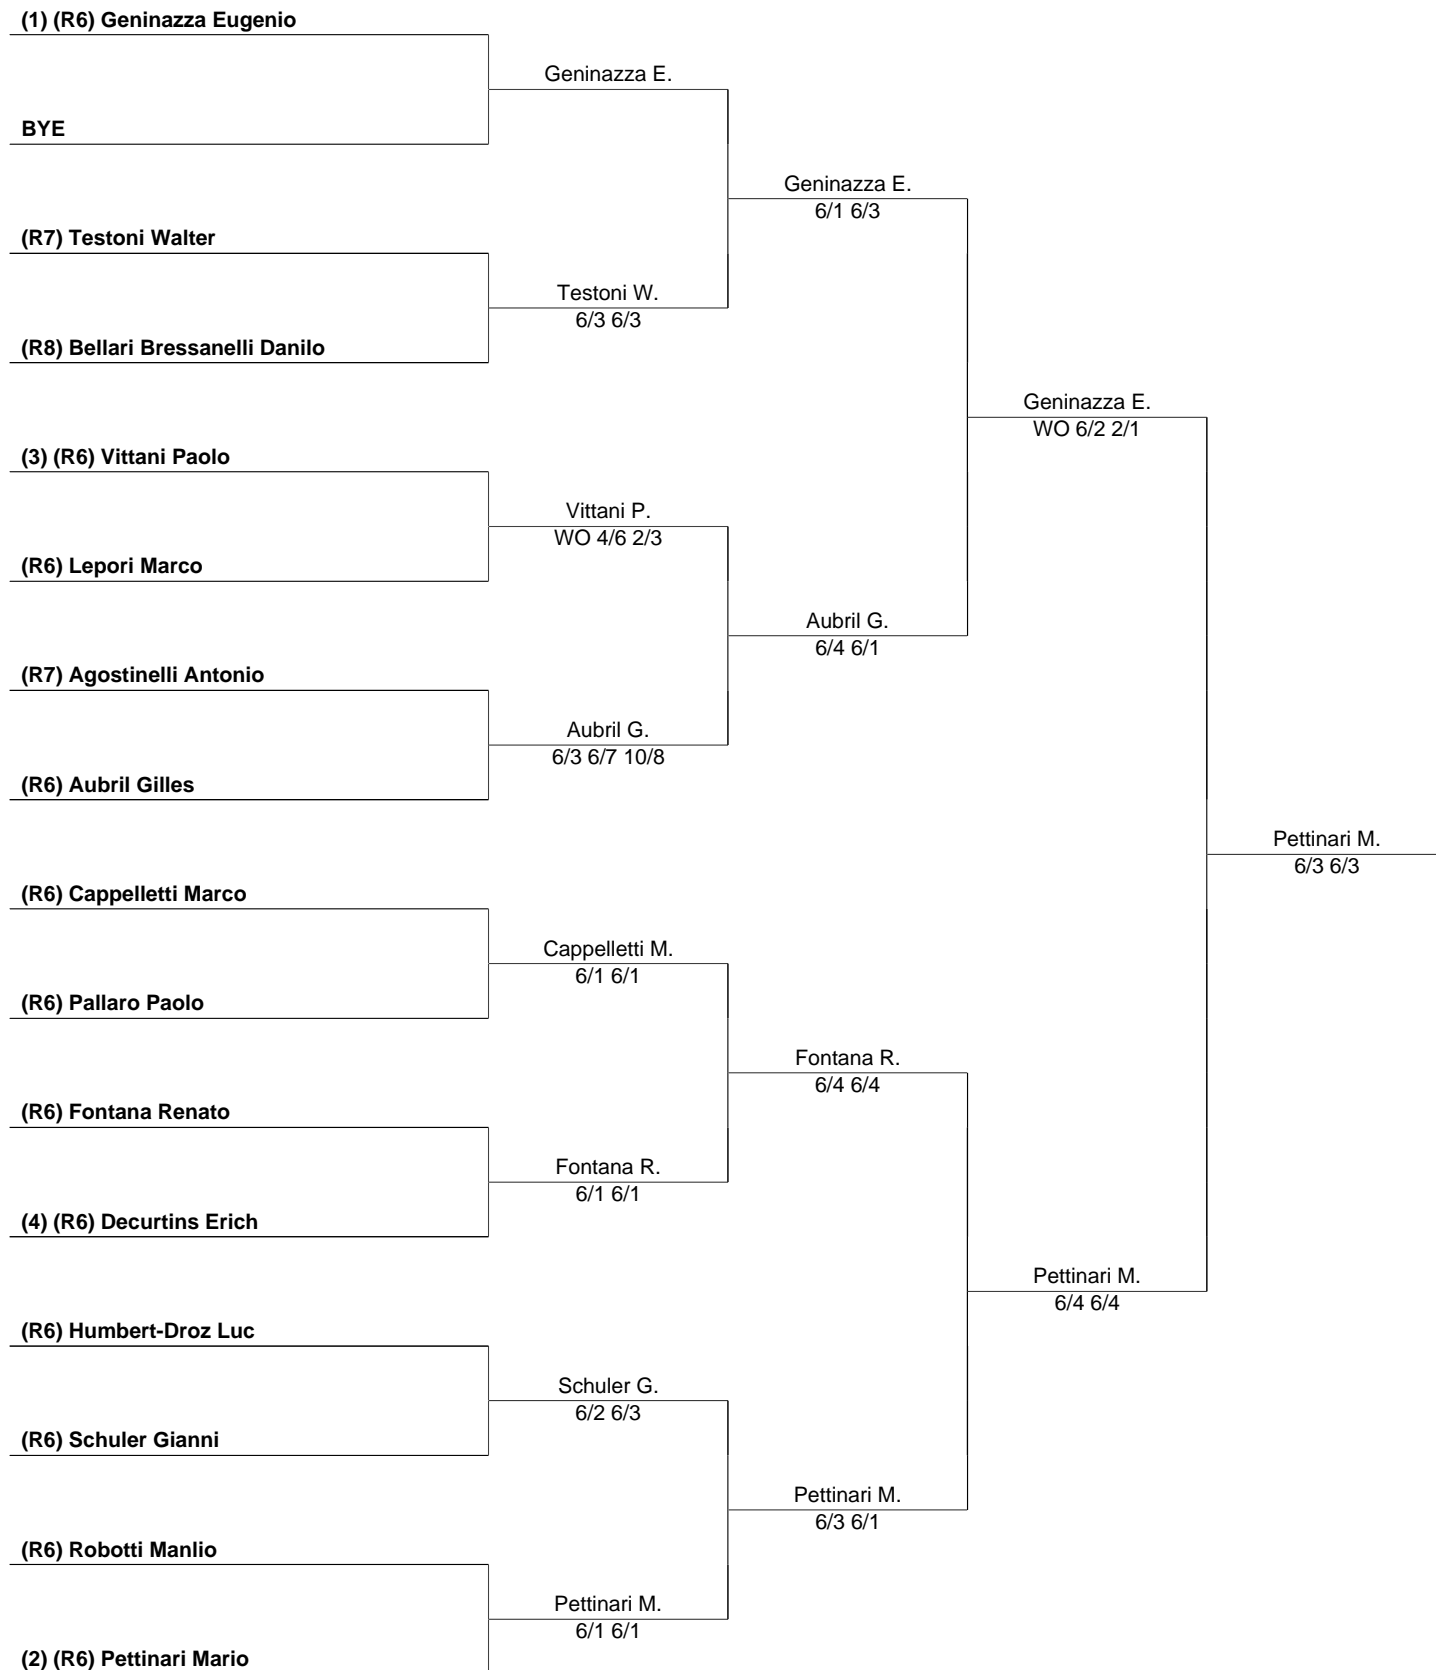 (1) (R6) Geninazza Eugenio
Geninazza E.
BYE
Geninazza E.
6/1 6/3
(R7) Testoni Walter
Testoni W.
6/3 6/3
(R8) Bellari Bressanelli Danilo
Geninazza E.
WO 6/2 2/1
(3) (R6) Vittani Paolo
Vittani P.
WO 4/6 2/3
(R6) Lepori Marco
Aubril G.
6/4 6/1
(R7) Agostinelli Antonio
Aubril G.
6/3 6/7 10/8
(R6) Aubril Gilles
Pettinari M.
6/3 6/3
(R6) Cappelletti Marco
Cappelletti M.
6/1 6/1
(R6) Pallaro Paolo
Fontana R.
6/4 6/4
(R6) Fontana Renato
Fontana R.
6/1 6/1
(4) (R6) Decurtins Erich
Pettinari M.
6/4 6/4
(R6) Humbert-Droz Luc
Schuler G.
6/2 6/3
(R6) Schuler Gianni
Pettinari M.
6/3 6/1
(R6) Robotti Manlio
Pettinari M.
6/1 6/1
(2) (R6) Pettinari Mario